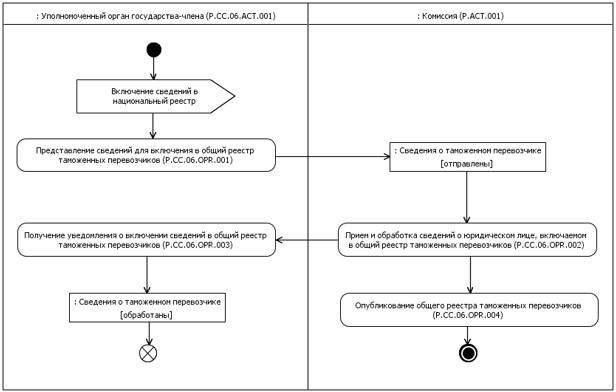 : Уполномоченный орган государства-члена (P.CC.06.ACT.001)
: Комиссия (P.ACT.001)
Включение сведений в
национальный реестр
Представление сведений для включения в общий реестр
таможенных перевозчиков (P.CC.06.OPR.001)
: Сведения о таможенном перевозчике
[отправлены]
Получение уведомления о включении сведений в общий реестр
таможенных перевозчиков (P.CC.06.OPR.003)
Прием и обработка сведений о юридическом лице, включаемом
в общий реестр таможенных перевозчиков (P.CC.06.OPR.002)
: Сведения о таможенном перевозчике
[обработаны]
Опубликование общего реестра таможенных перевозчиков
(P.CC.06.OPR.004)